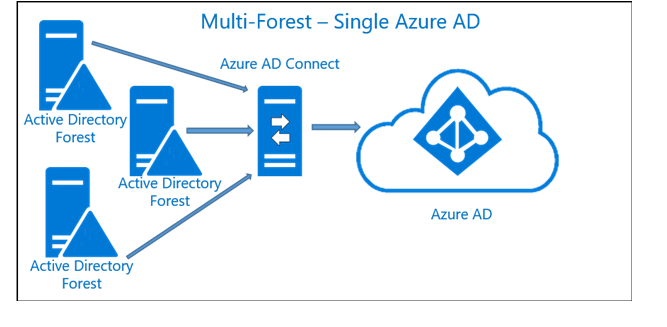 Multi-Forest – Single Azure AD
Azure AD Connect
Active Directory
Forest
Active Directory
Forest
Active Directory
Forest
Azure AD